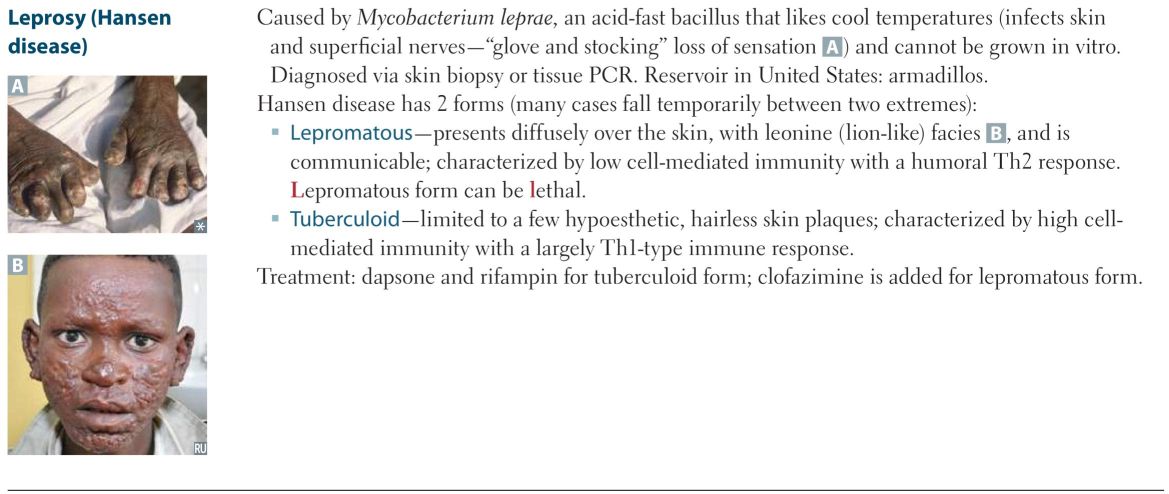 Leprosy (Hansen
disease)
A
*
B
RU
Caused by Mycobacterium leprae, an acid-fast bacillus that likes cool temperatures (infects skin
and superficial nerves—“glove and stocking” loss of sensation A) and cannot be grown in vitro.
Diagnosed via skin biopsy or tissue PCR. Reservoir in United States: armadillos.
Hansen disease has 2 forms (many cases fall temporarily between two extremes):
▪ Lepromatous—presents diffusely over the skin, with leonine (lion-like) facies B, and is
communicable; characterized by low cell-mediated immunity with a humoral Th2 response.
Lepromatous form can be lethal.
▪ Tuberculoid—limited to a few hypoesthetic, hairless skin plaques; characterized by high cell-
mediated immunity with a largely Th1-type immune response.
Treatment: dapsone and rifampin for tuberculoid form; clofazimine is added for lepromatous form.